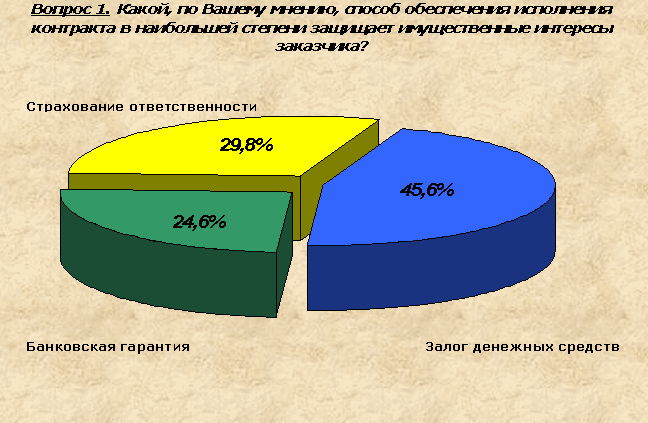 Вопрос 1. Какой, по Вашему мнению, способ обеспечения исполнения
контракта в наибольшей степени защищает имущественные интересы
заказчика?
Страхование ответственности
29,8%
45,6%
24,6%
Банковская гарантия
Залог денежных средств